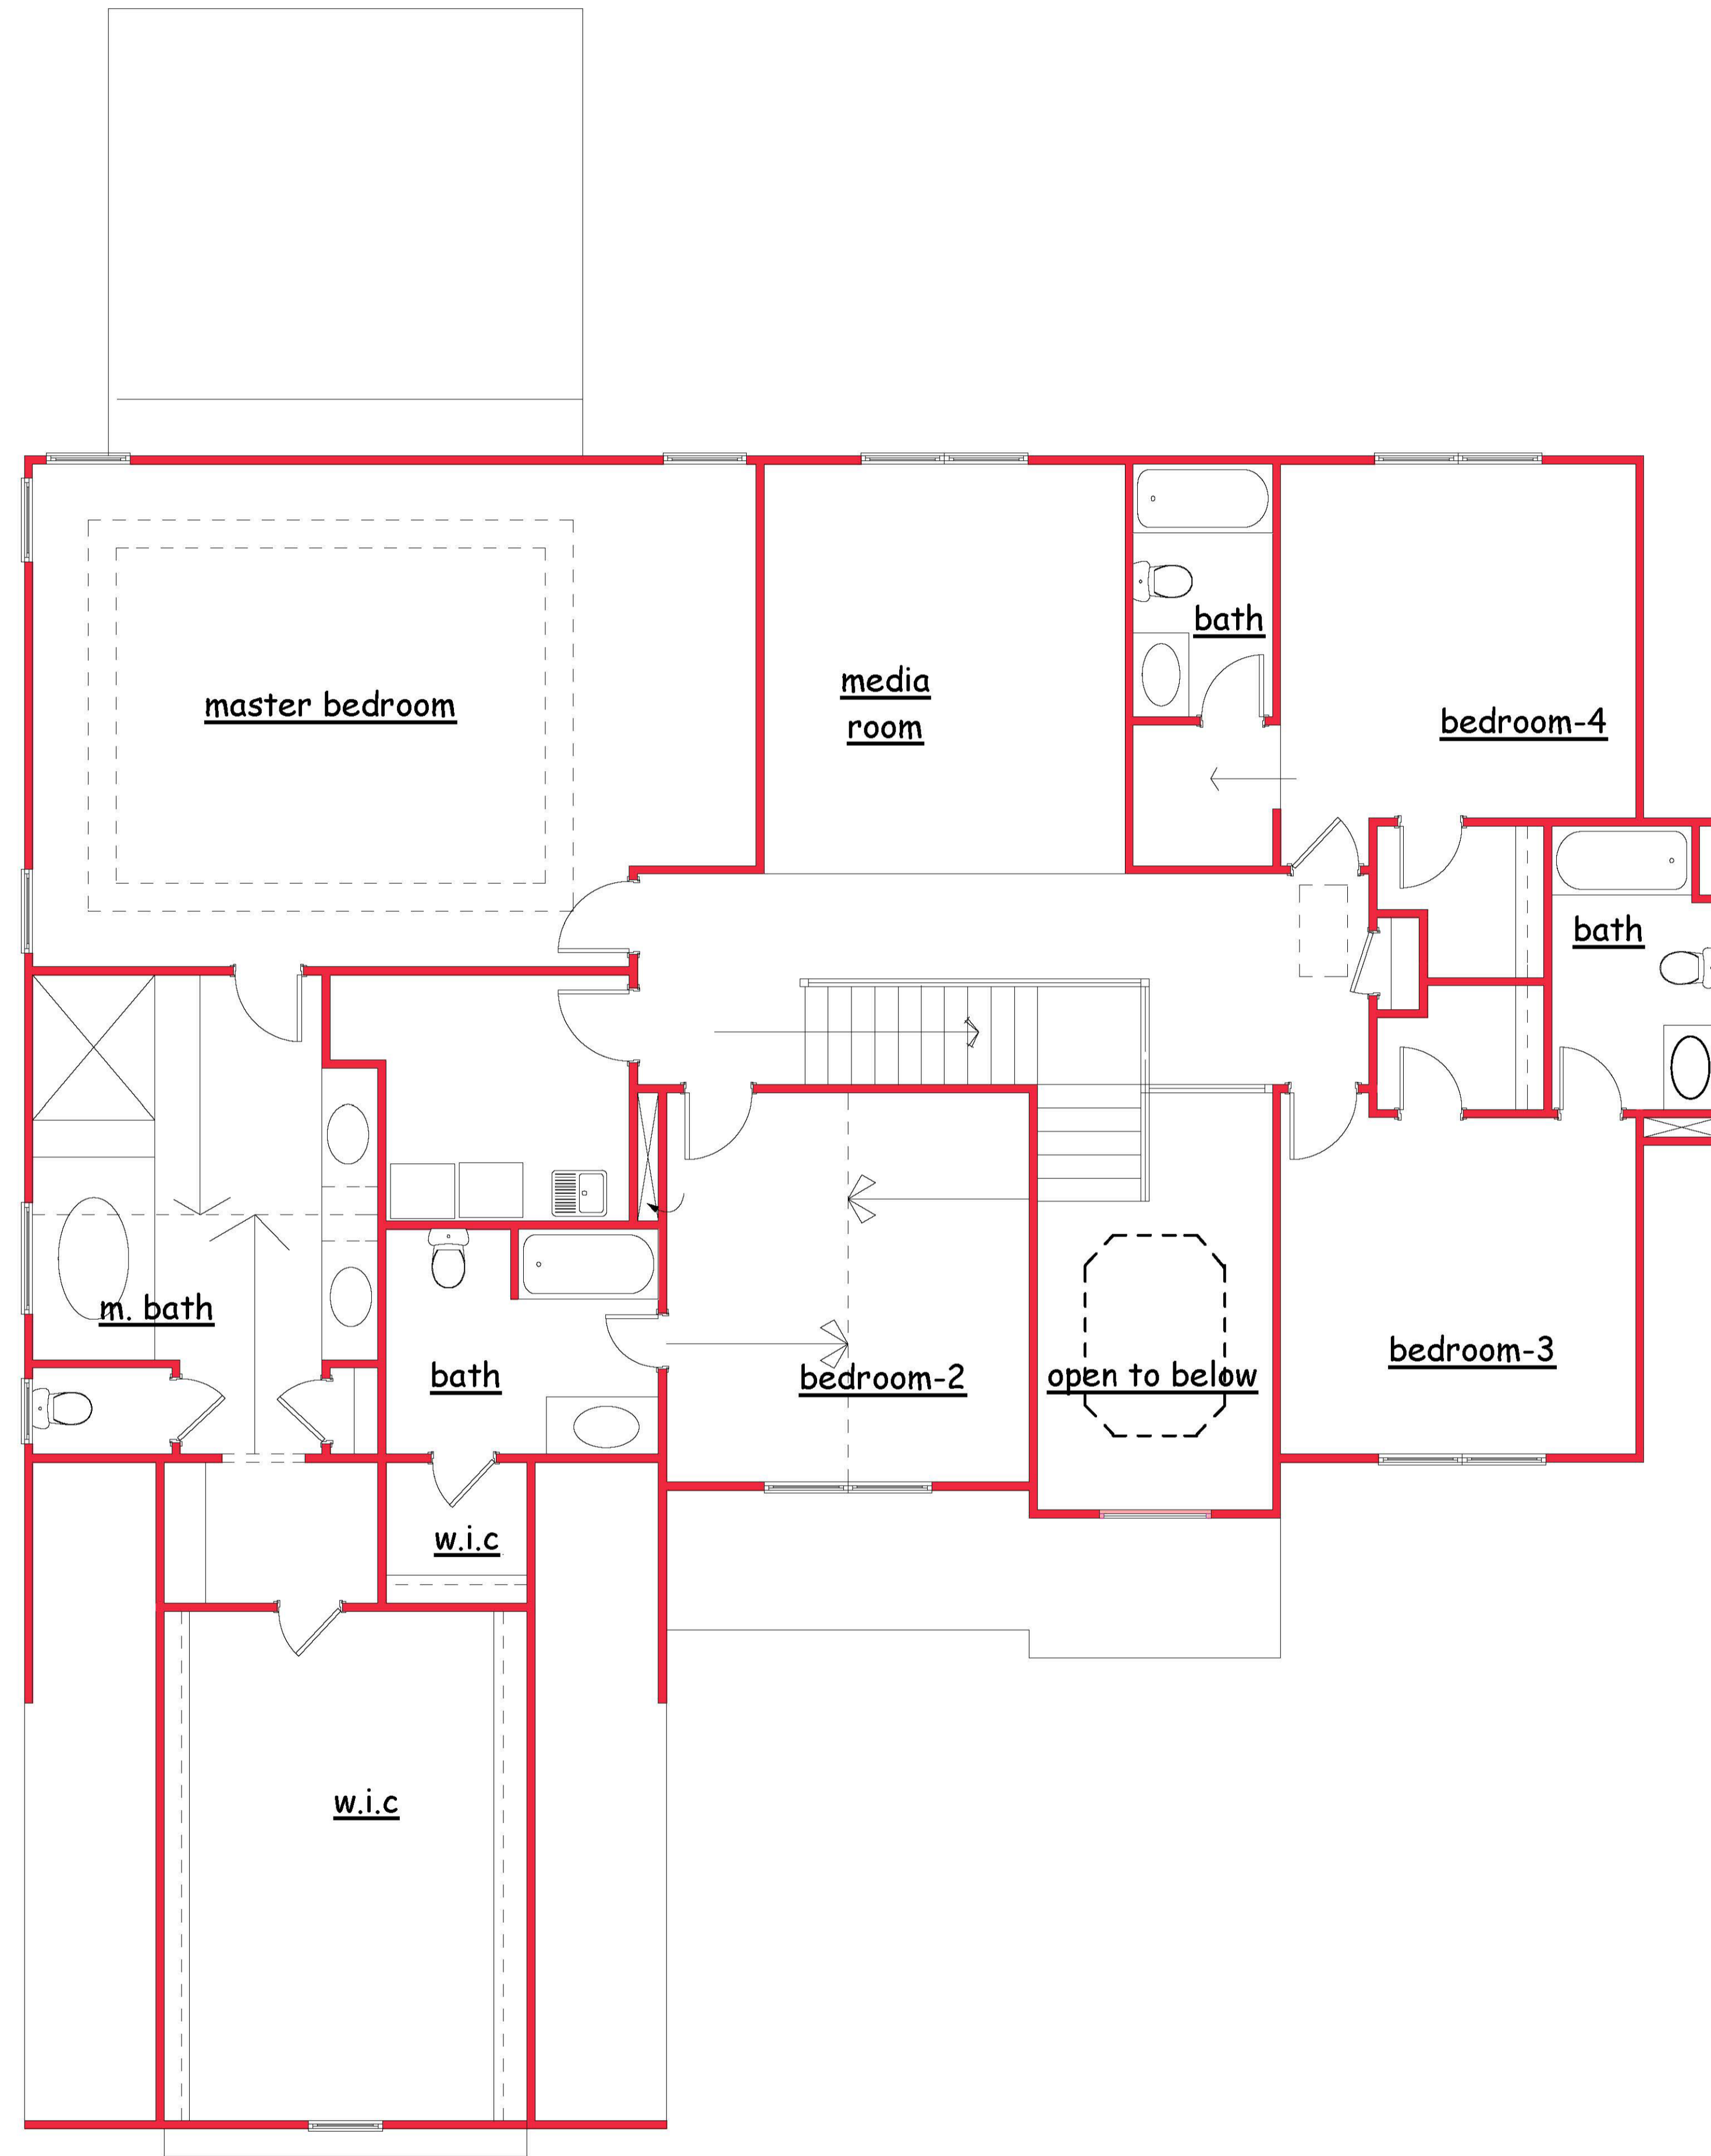 bath
media
room
master bedroom
bedroom-4
bath
m. bath
bedroom-3
bath
bedroom-2
open to below
w.i.c
w.i.c